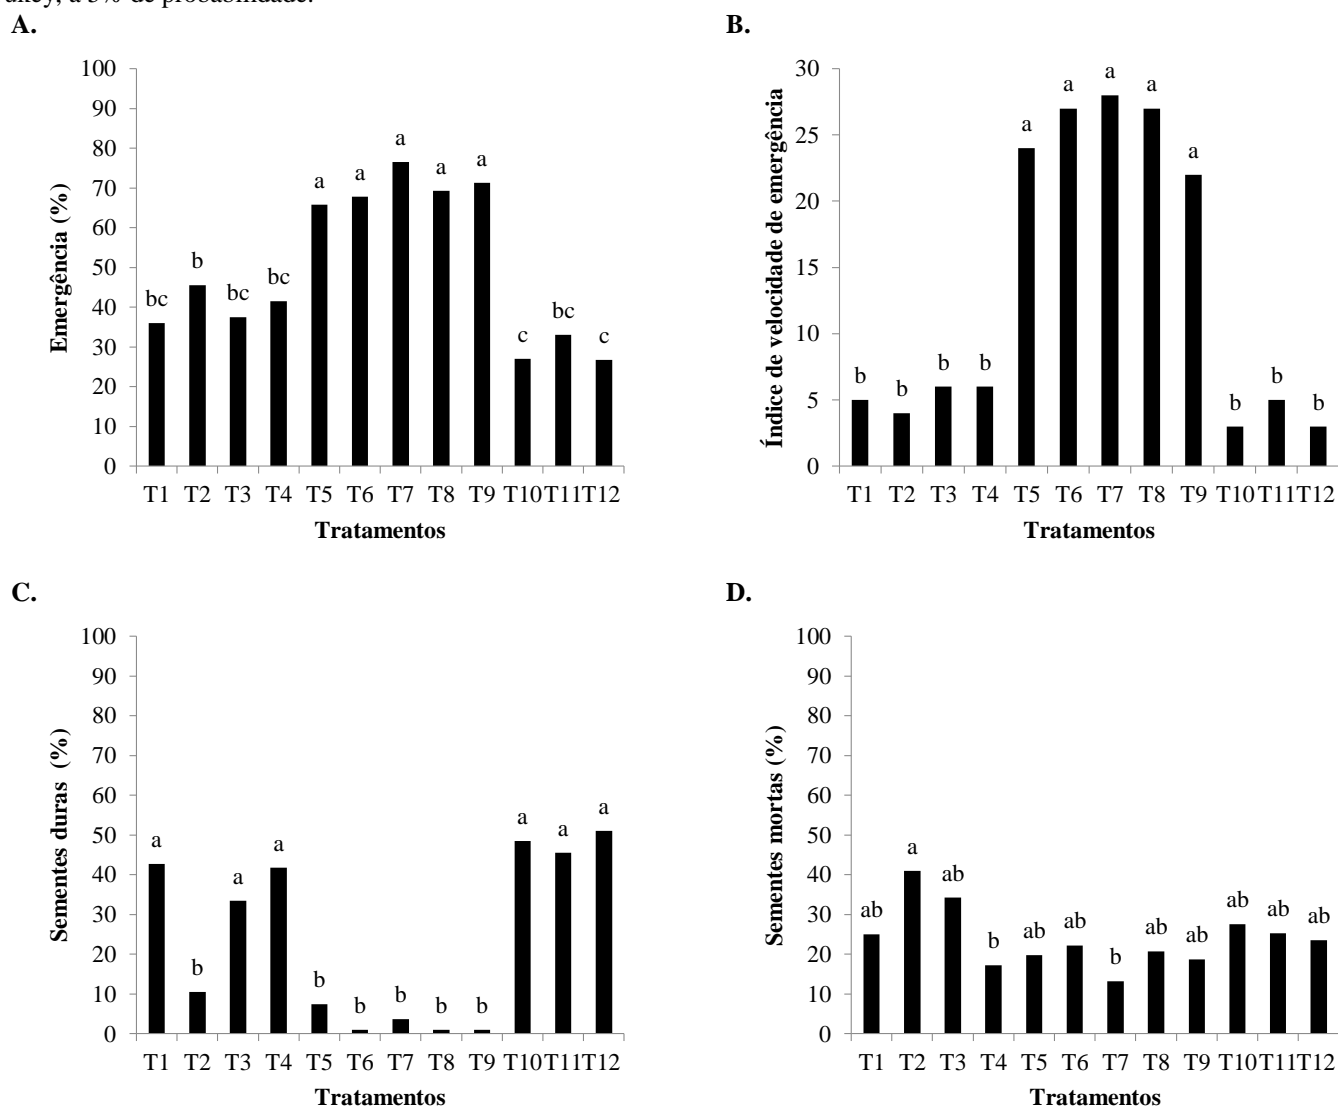 a 5% de probabilidade.
A.
Emergência (%)
100
90
80
70
60
50
40
30
20
10
0
bc
b
bc
bc
a
a
a
a
a
c
bc
c
T1 T2 T3 T4 T5 T6 T7 T8 T9 T10 T11 T12
Tratamentos
B.
Índice de velocidade de emergência
30
25
20
15
10
5
0
b
b
b
b
a
a
a
a
a
b
b
b
T1 T2 T3 T4 T5 T6 T7 T8 T9 T10 T11 T12
Tratamentos
C.
Sementes duras (%)
100
90
80
70
60
50
40
30
20
10
0
a
b
a
a
b
b
b
b
b
a
a
a
T1 T2 T3 T4 T5 T6 T7 T8 T9 T10 T11 T12
Tratamentos
D.
Sementes mortas (%)
100
90
80
70
60
50
40
30
20
10
0
ab
a
ab
b
ab
ab
b
ab
ab
ab
ab
ab
T1 T2 T3 T4 T5 T6 T7 T8 T9 T10 T11 T12
Tratamentos